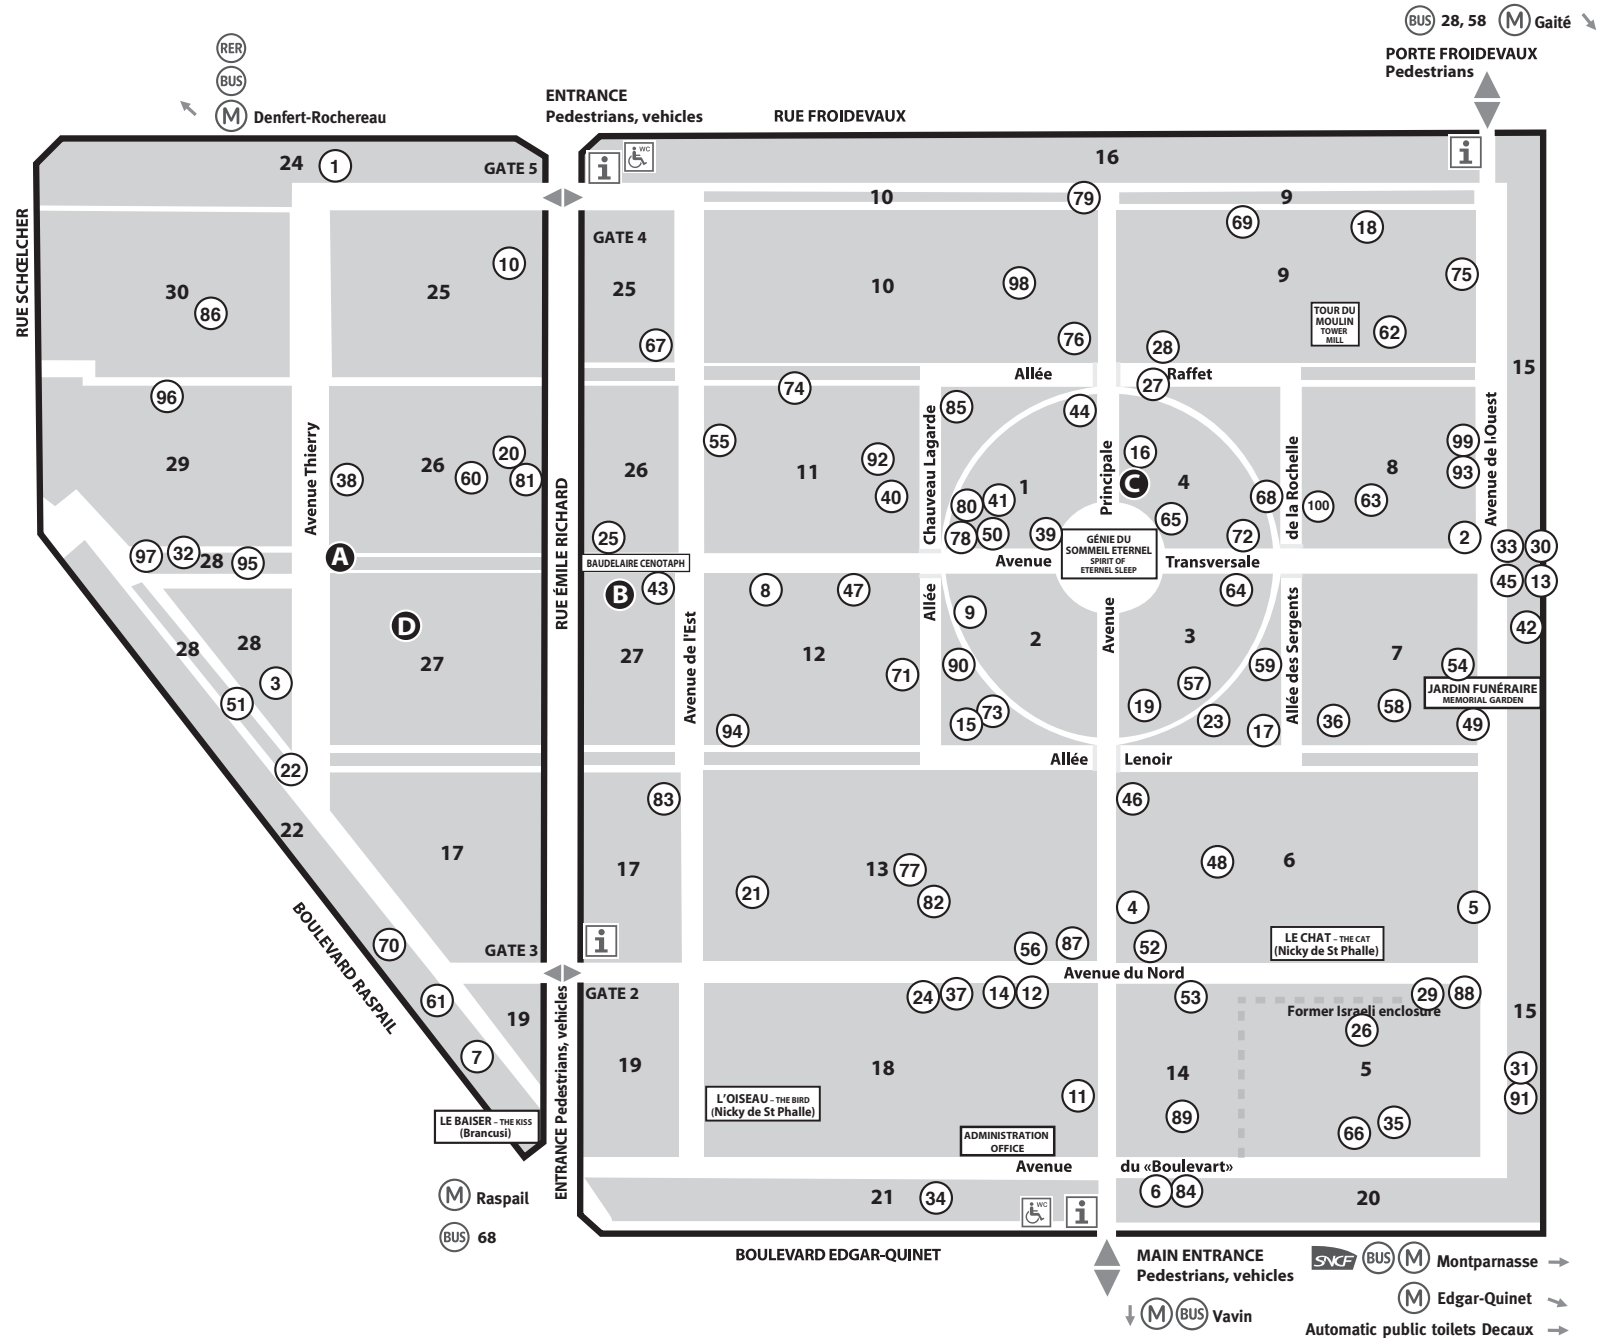 BUS 28, 58 M Gaité
PORTE FROIDEVAUX
Pedestrians
RER
BUS
M Denfert-Rochereau
ENTRANCE
Pedestrians, vehicles
RUE FROIDEVAUX
24 1 GATE 5
i WC
16
i
RUE SCHŒLCHER
10 79 9
GATE 4
69 18
10
30 86 25 25
10 98 9 75
67 76 28
TOUR DU
MOULIN
TOWER
MILL
62
15
Allée Raffet
27
96 74 85 44
Avenue Thierry
29 38 26 60 20 81
RUE ÉMILE RICHARD
26 25
55 11 92 40
Chauveau Lagarde
80 41 1 78 50 39
Principale
16 C 4 65 68 72
de la Rochelle
100 63 8 99 93 2
Avenue de l.Ouest
33 30
45 13
42
97 32 28 95 A
BAUDELAIRE CENOTAPH
B 43
Avenue Transversale
GÉNIE DU
SOMMEIL ETERNEL
SPIRIT OF
ETERNEL SLEEP
D
28 28 3 51 27 27
Avenue de l'Est
8 47 12 71 94
Allée
9 2 90 73 15
Avenue
64 3 59 57 19 23 17
Allée des Sergents
7 54 58 36 49
JARDIN FUNÉRAIRE
MEMORIAL GARDEN
Allée Lenoir
22 22
83 46
17 17
21 13 77 82 56 87
48 6 4 52 5
LE CHAT – THE CAT
(Nicky de St Phalle)
BOULEVARD RASPAIL
70 61 7
GATE 3
i
Avenue du Nord
GATE 2
24 37 14 12 53 29 88
Former Israeli enclosure
26
15
19 19 18 11 14 89 5 66 35
31
91
L'OISEAU – THE BIRD
(Nicky de St Phalle)
ADMINISTRATION
OFFICE
LE BAISER – THE KISS
(Brancusi)
ENTRANCE Pedestrians, vehicles
Avenue du «Boulevart»
M Raspail
BUS 68
21 34 WC i 6 84 20
BOULEVARD EDGAR-QUINET
MAIN ENTRANCE
Pedestrians, vehicles
M BUS Vavin
SNCF BUS M Montparnasse
M Edgar-Quinet
Automatic public toilets Decaux